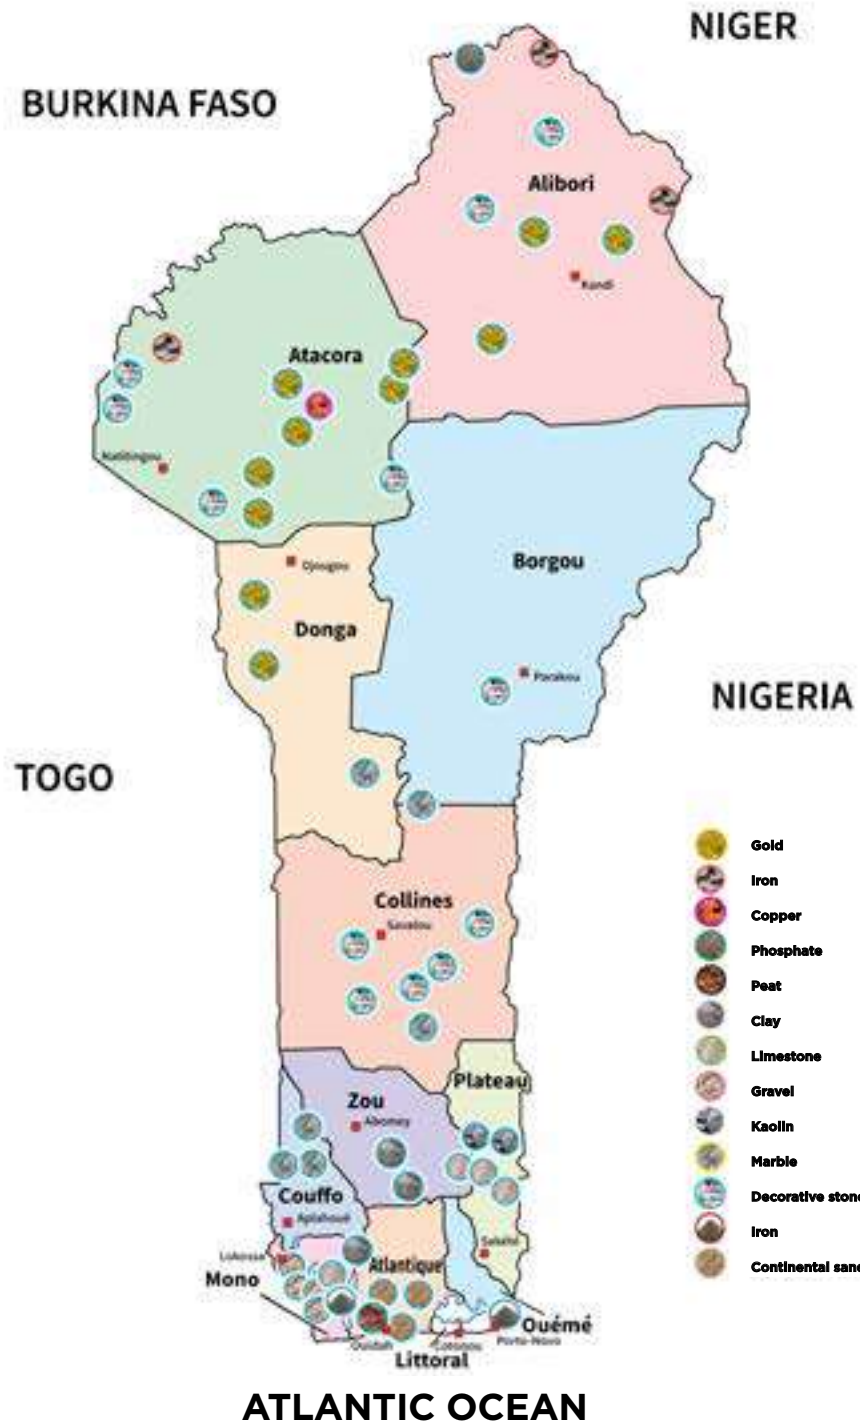 NIGER
BURKINA FASO
Alibori
Kandi
Atacora
Natitingou
Djougou
Borgou
Donga
Parakou
NIGERIA
TOGO
Gold
Iron
Copper
Phosphate
Peat
Clay
Limestone
Gravel
Kaolin
Marble
Decorative stone
Iron
Continental sand
Collines
Savalou
Plateau
Zou
Abomey
Couffo
Aplahoué
Lokossa
Sakété
Mono
Atlantique
Ouémé
Ouidah
Cotonou
Porto-Novo
Littoral
ATLANTIC OCEAN